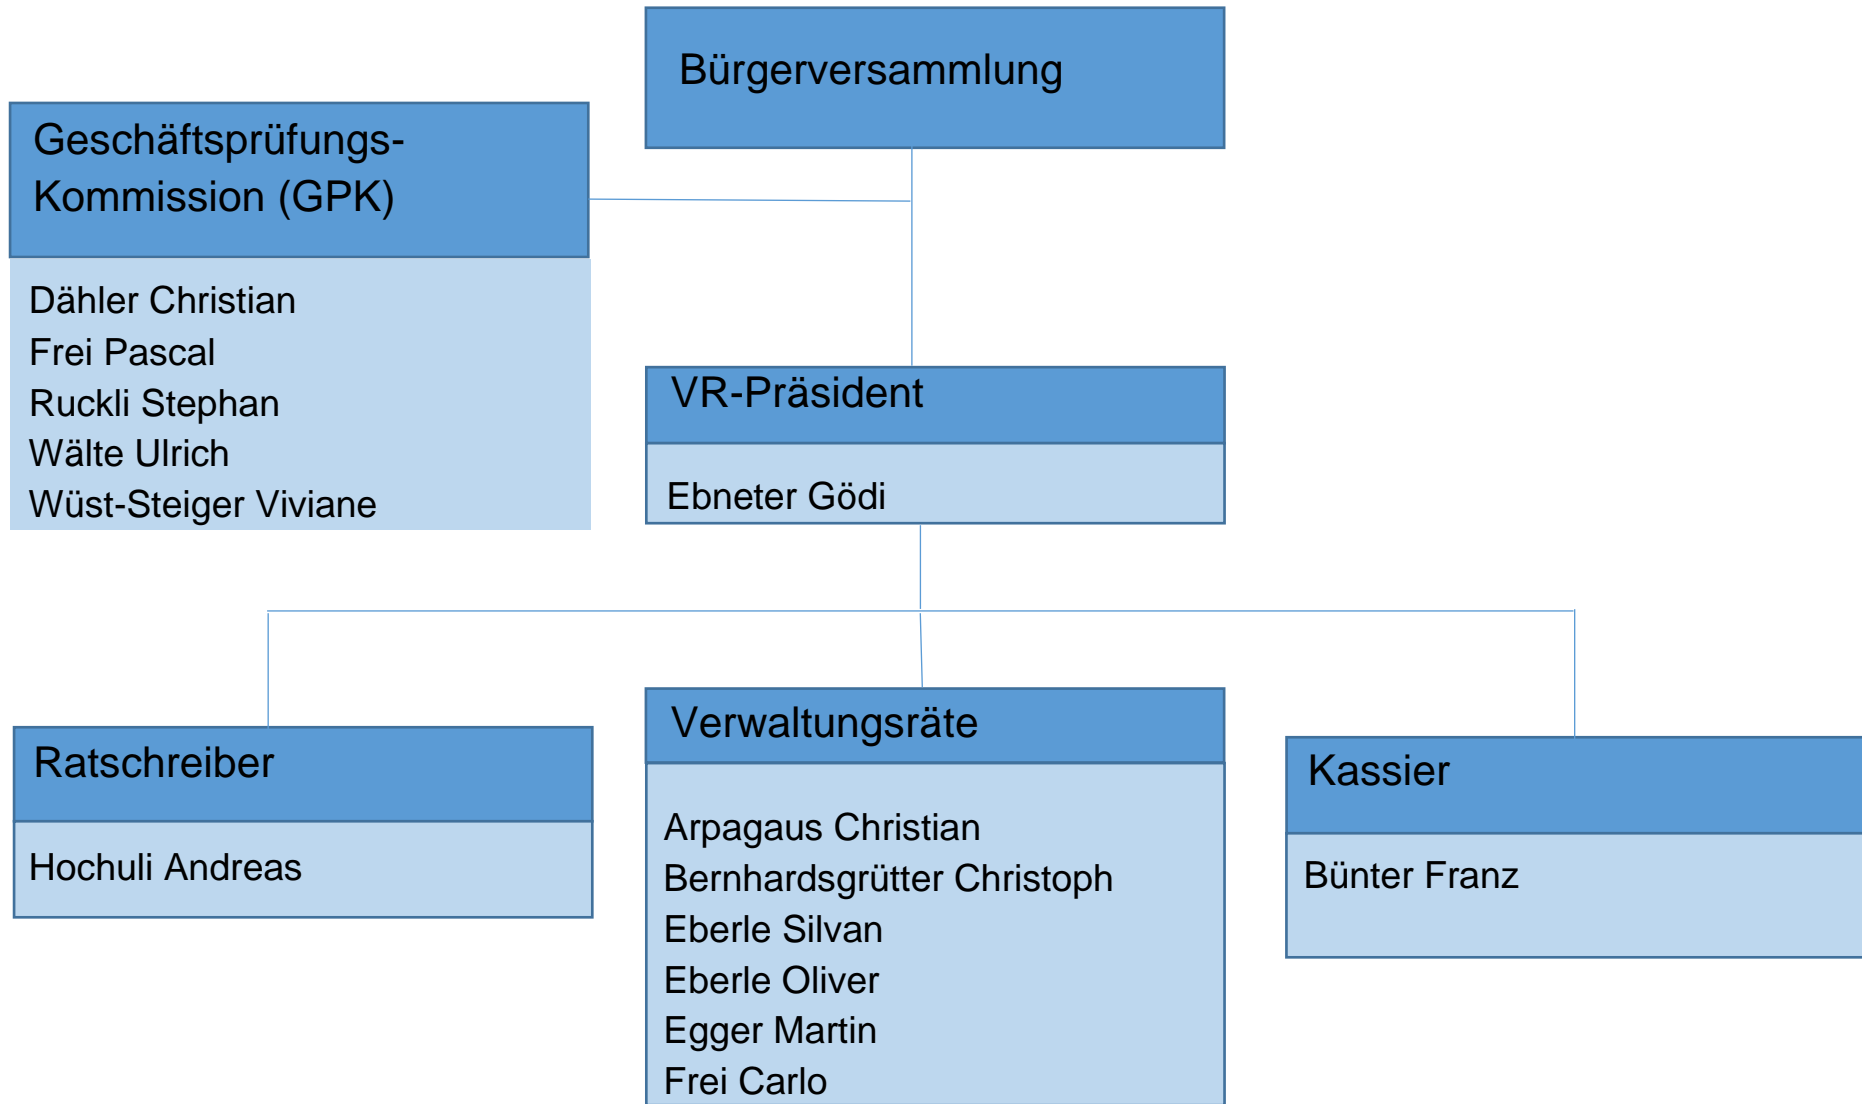 Bürgerversammlung
Geschäftsprüfungs-
Kommission (GPK)
Dähler Christian
Frei Pascal
Ruckli Stephan
Wälte Ulrich
Wüst-Steiger Viviane
VR-Präsident
Ebneter Gödi
Ratschreiber
Hochuli Andreas
Verwaltungsräte
Arpagaus Christian
Bernhardsgrütter Christoph
Eberle Silvan
Eberle Oliver
Egger Martin
Frei Carlo
Kassier
Bünter Franz